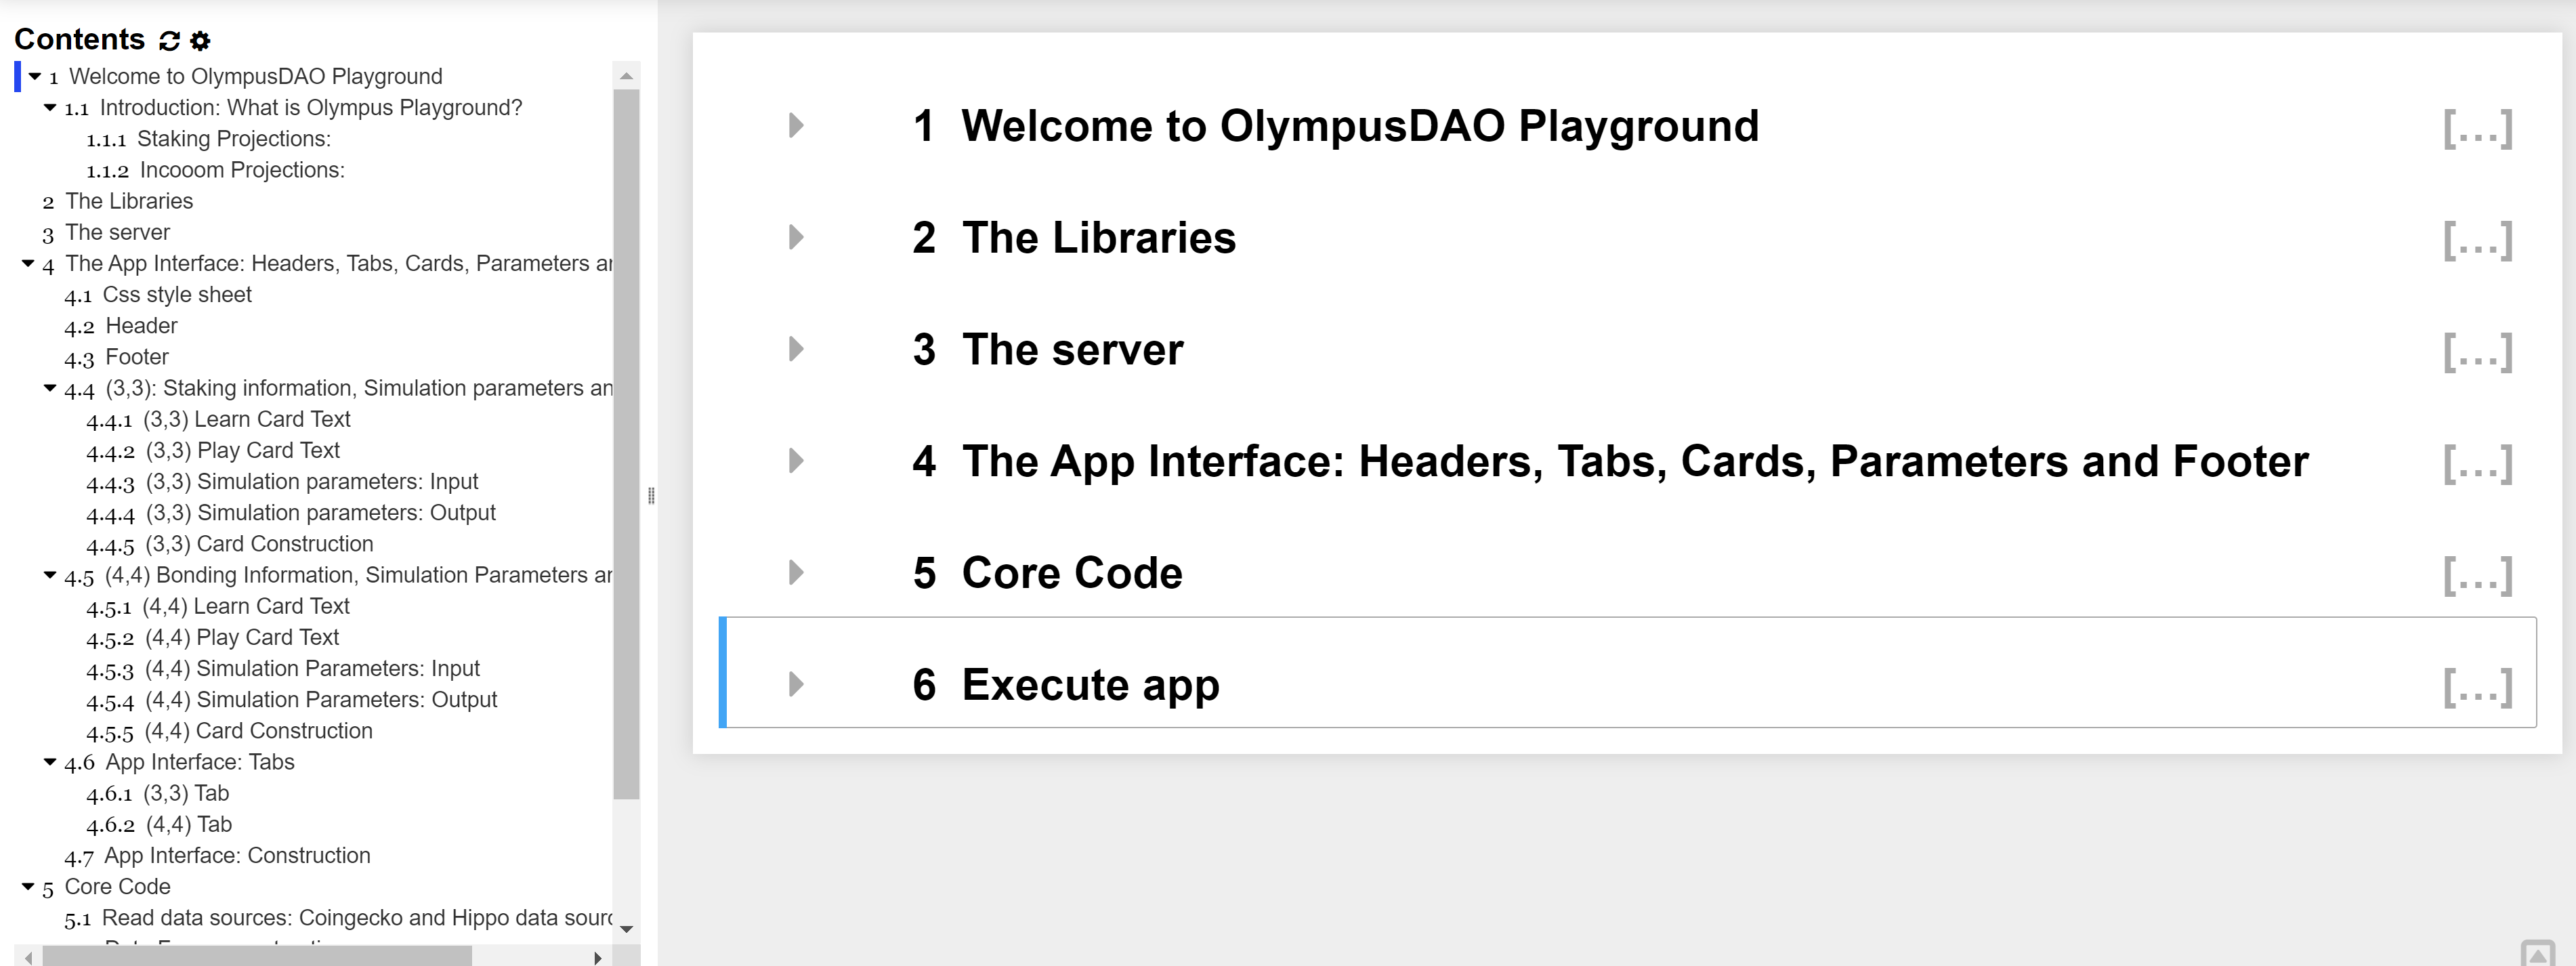 Contents
1 Welcome to OlympusDAO Playground
1.1 Introduction: What is Olympus Playground?
1.1.1 Staking Projections:
1.1.2 Incooom Projections:
2 The Libraries
3 The server
4 The App Interface: Headers, Tabs, Cards, Parameters
4.1 Css style sheet
4.2 Header
4.3 Footer
4.4 (3,3): Staking information, Simulation parameters
4.4.1 (3,3) Learn Card Text
4.4.2 (3,3) Play Card Text
4.4.3 (3,3) Simulation parameters: Input
4.4.4 (3,3) Simulation parameters: Output
4.4.5 (3,3) Card Construction
4.5 (4,4) Bonding Information, Simulation Parameters
4.5.1 (4,4) Learn Card Text
4.5.2 (4,4) Play Card Text
4.5.3 (4,4) Simulation Parameters: Input
4.5.4 (4,4) Simulation Parameters: Output
4.5.5 (4,4) Card Construction
4.6 App Interface: Tabs
4.6.1 (3,3) Tab
4.6.2 (4,4) Tab
4.7 App Interface: Construction
5 Core Code
5.1 Read data sources: Coingecko and Hippo data
1 Welcome to OlympusDAO Playground [...]
2 The Libraries [...]
3 The server [...]
4 The App Interface: Headers, Tabs, Cards, Parameters and Footer [...]
5 Core Code [...]
6 Execute app [...]